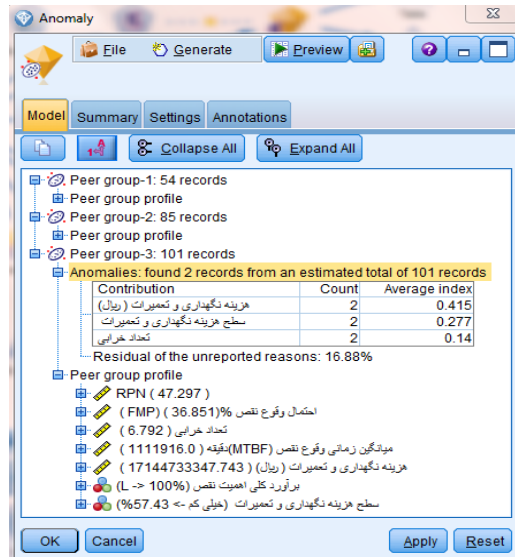 Anomaly
File Generate Preview
Model Summary Settings Annotations
Collapse All Expand All
Peer group-1: 54 records
Peer group profile
Peer group-2: 85 records
Peer group profile
Peer group-3: 101 records
Anomalies: found 2 records from an estimated total of 101 records
Contribution Count Average index
هزینه نگهداری و تعمیرات ( ریال) 2 0.415
سطح هزینه نگهداری و تعمیرات 2 0.277
تعداد خرابی 2 0.14
Residual of the unreported reasons: 16.88%
Peer group profile
RPN ( 47.297 )
احتمال وقوع نقص %( FMP) ( 36.851 )
تعداد خرابی ( 6.792 )
میانگین زمانی وقوع نقص (MTBF)دقیقه ( 1111916.0 )
هزینه نگهداری و تعمیرات ( ریال) ( 17144733347.743 )
برآورد کلی اهمیت نقص (L -> 100%)
سطح هزینه نگهداری و تعمیرات (خیلی کم -> 57.43%)
OK Cancel Apply Reset